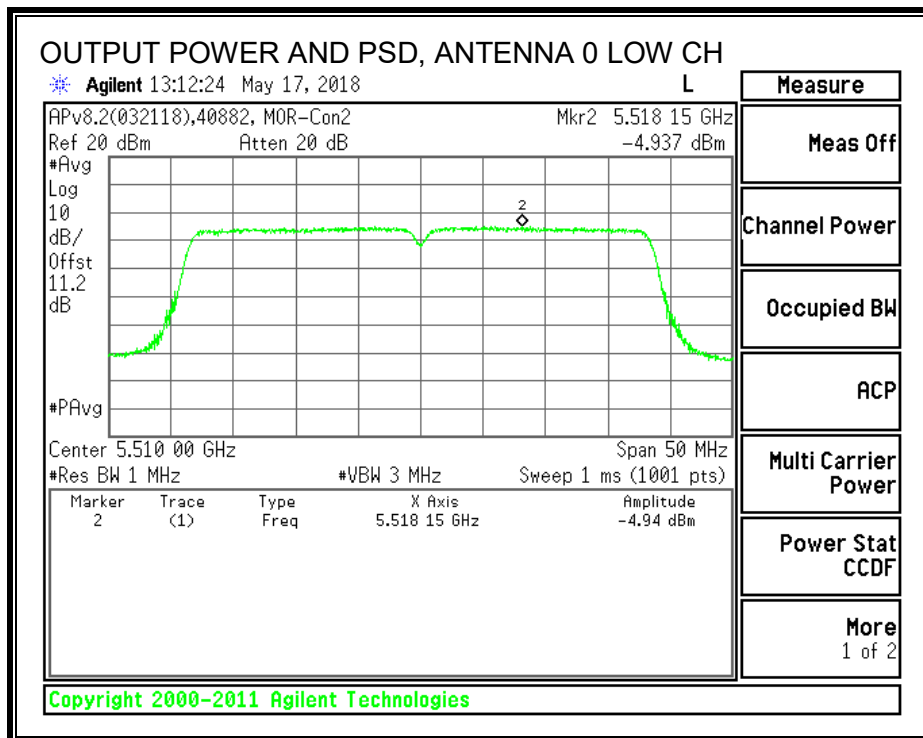 OUTPUT POWER AND PSD, ANTENNA 0 LOW CH
Agilent 13:12:24 May 17, 2018 L
Measure
APv8.2(032118),40882, MOR-Con2 Mkr2 5.518 15 GHz
Ref 20 dBm Atten 20 dB -4.937 dBm
#Avg
Log
10
dB/
Offst
11.2
dB
#PAvg
2
Center 5.510 00 GHz Span 50 MHz
#Res BW 1 MHz #VBW 3 MHz Sweep 1 ms (1001 pts)
Marker Trace Type X Axis Amplitude
2 (1) Freq 5.518 15 GHz -4.94 dBm
Meas Off
Channel Power
Occupied BW
ACP
Multi Carrier
Power
Power Stat
CCDF
More
1 of 2
Copyright 2000-2011 Agilent Technologies